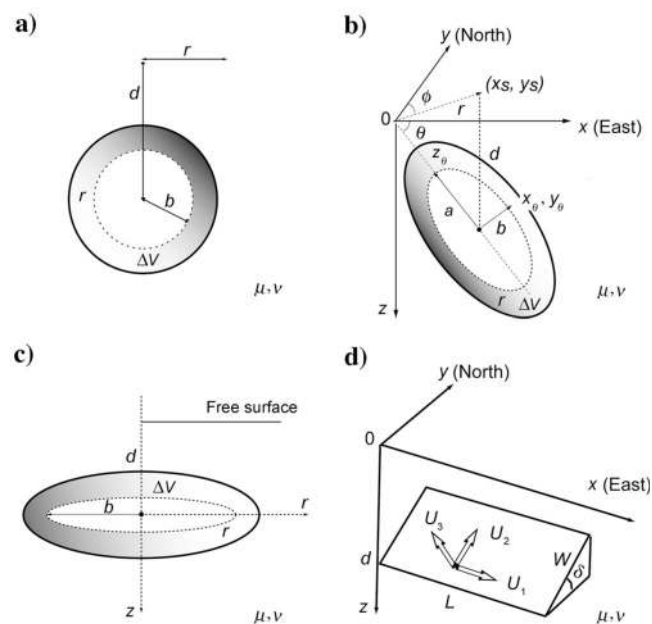 a)
r
d
r
b
ΔV
μ,ν
b)
y (North)
(xs, ys)
ϕ
r
0
x (East)
θ
d
zθ
xθ, yθ
a
b
r
ΔV
z
μ,ν
c)
Free surface
d
ΔV
b
r
r
z
μ,ν
d)
y (North)
0
x (East)
U3
U2
W
d
U1
δ
L
z
μ,ν